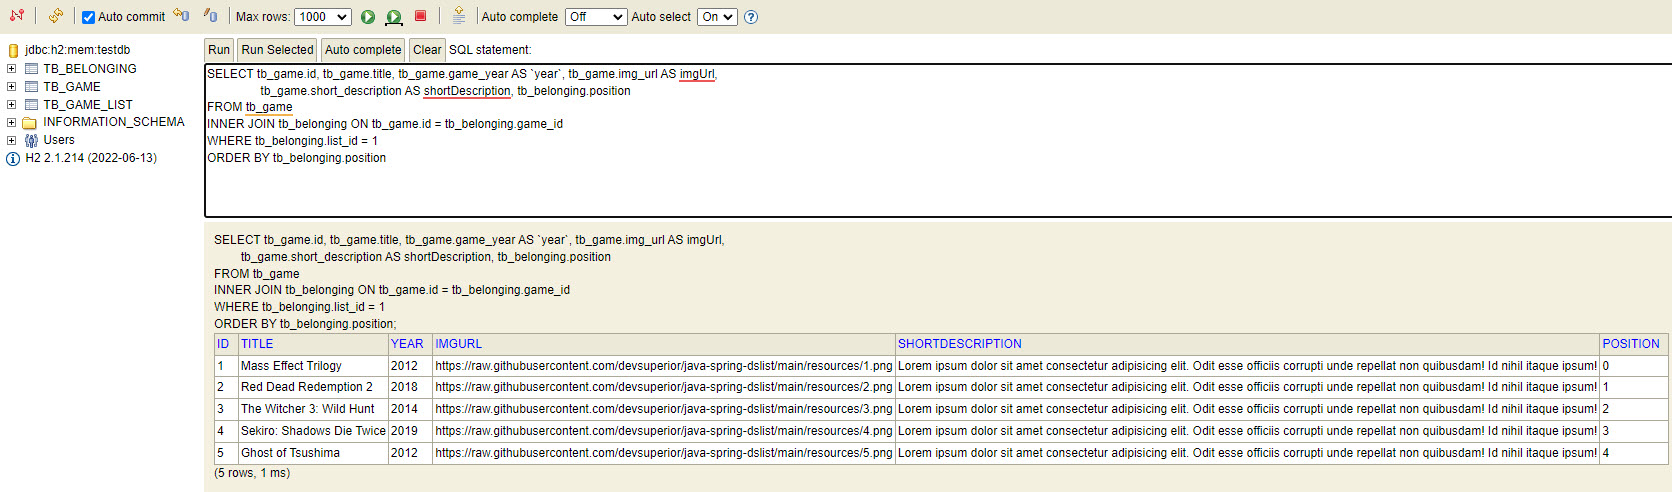 Auto commit Max rows: 1000 Auto complete Off Auto select On
jdbc:h2:mem:testdb
TB_BELONGING
TB_GAME
TB_GAME_LIST
INFORMATION_SCHEMA
Users
H2 2.1.214 (2022-06-13)
Run Run Selected Auto complete Clear SQL statement:
SELECT tb_game.id, tb_game.title, tb_game.game_year AS `year`, tb_game.img_url AS imgUrl,
tb_game.short_description AS shortDescription, tb_belonging.position
FROM tb_game
INNER JOIN tb_belonging ON tb_game.id = tb_belonging.game_id
WHERE tb_belonging.list_id = 1
ORDER BY tb_belonging.position
SELECT tb_game.id, tb_game.title, tb_game.game_year AS `year`, tb_game.img_url AS imgUrl,
tb_game.short_description AS shortDescription, tb_belonging.position
FROM tb_game
INNER JOIN tb_belonging ON tb_game.id = tb_belonging.game_id
WHERE tb_belonging.list_id = 1
ORDER BY tb_belonging.position;
ID TITLE YEAR IMGURL SHORTDESCRIPTION POSITION
1 Mass Effect Trilogy 2012 https://raw.githubusercontent.com/devsuperior/java-spring-dslist/main/resources/1.png Lorem ipsum dolor sit amet consectetur adipisicing elit. Odit esse officiis corrupti unde repellat non quibusdam! Id nihil itaque ipsum! 0
2 Red Dead Redemption 2 2018 https://raw.githubusercontent.com/devsuperior/java-spring-dslist/main/resources/2.png Lorem ipsum dolor sit amet consectetur adipisicing elit. Odit esse officiis corrupti unde repellat non quibusdam! Id nihil itaque ipsum! 1
3 The Witcher 3: Wild Hunt 2014 https://raw.githubusercontent.com/devsuperior/java-spring-dslist/main/resources/3.png Lorem ipsum dolor sit amet consectetur adipisicing elit. Odit esse officiis corrupti unde repellat non quibusdam! Id nihil itaque ipsum! 2
4 Sekiro: Shadows Die Twice 2019 https://raw.githubusercontent.com/devsuperior/java-spring-dslist/main/resources/4.png Lorem ipsum dolor sit amet consectetur adipisicing elit. Odit esse officiis corrupti unde repellat non quibusdam! Id nihil itaque ipsum! 3
5 Ghost of Tsushima 2012 https://raw.githubusercontent.com/devsuperior/java-spring-dslist/main/resources/5.png Lorem ipsum dolor sit amet consectetur adipisicing elit. Odit esse officiis corrupti unde repellat non quibusdam! Id nihil itaque ipsum! 4
(5 rows, 1 ms)